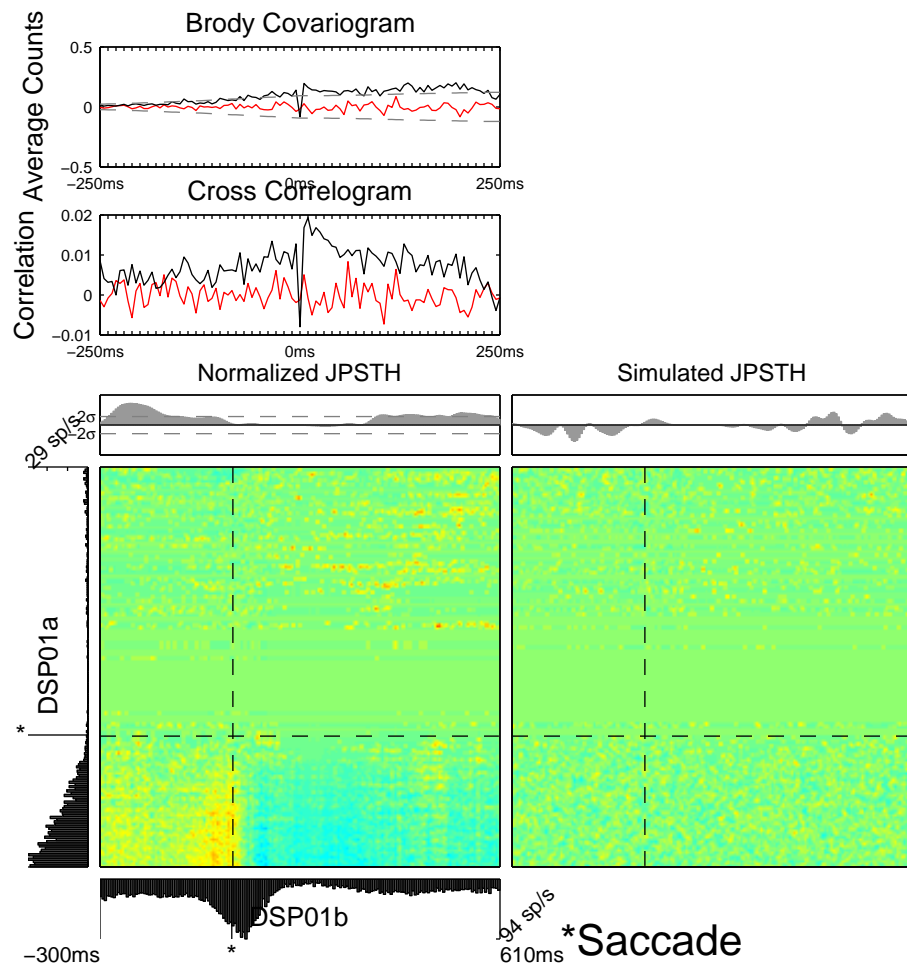 Brody Covariogram
Average Counts
0.5
0
−0.5
−250ms
0ms
250ms
Cross Correlogram
Correlation
0.02
0.01
0
−0.01
−250ms
0ms
250ms
Normalized JPSTH
Simulated JPSTH
2σ
−2σ
29 sp/s
DSP01a
*
DSP01b
94 sp/s
*
−300ms
610ms
*Saccade